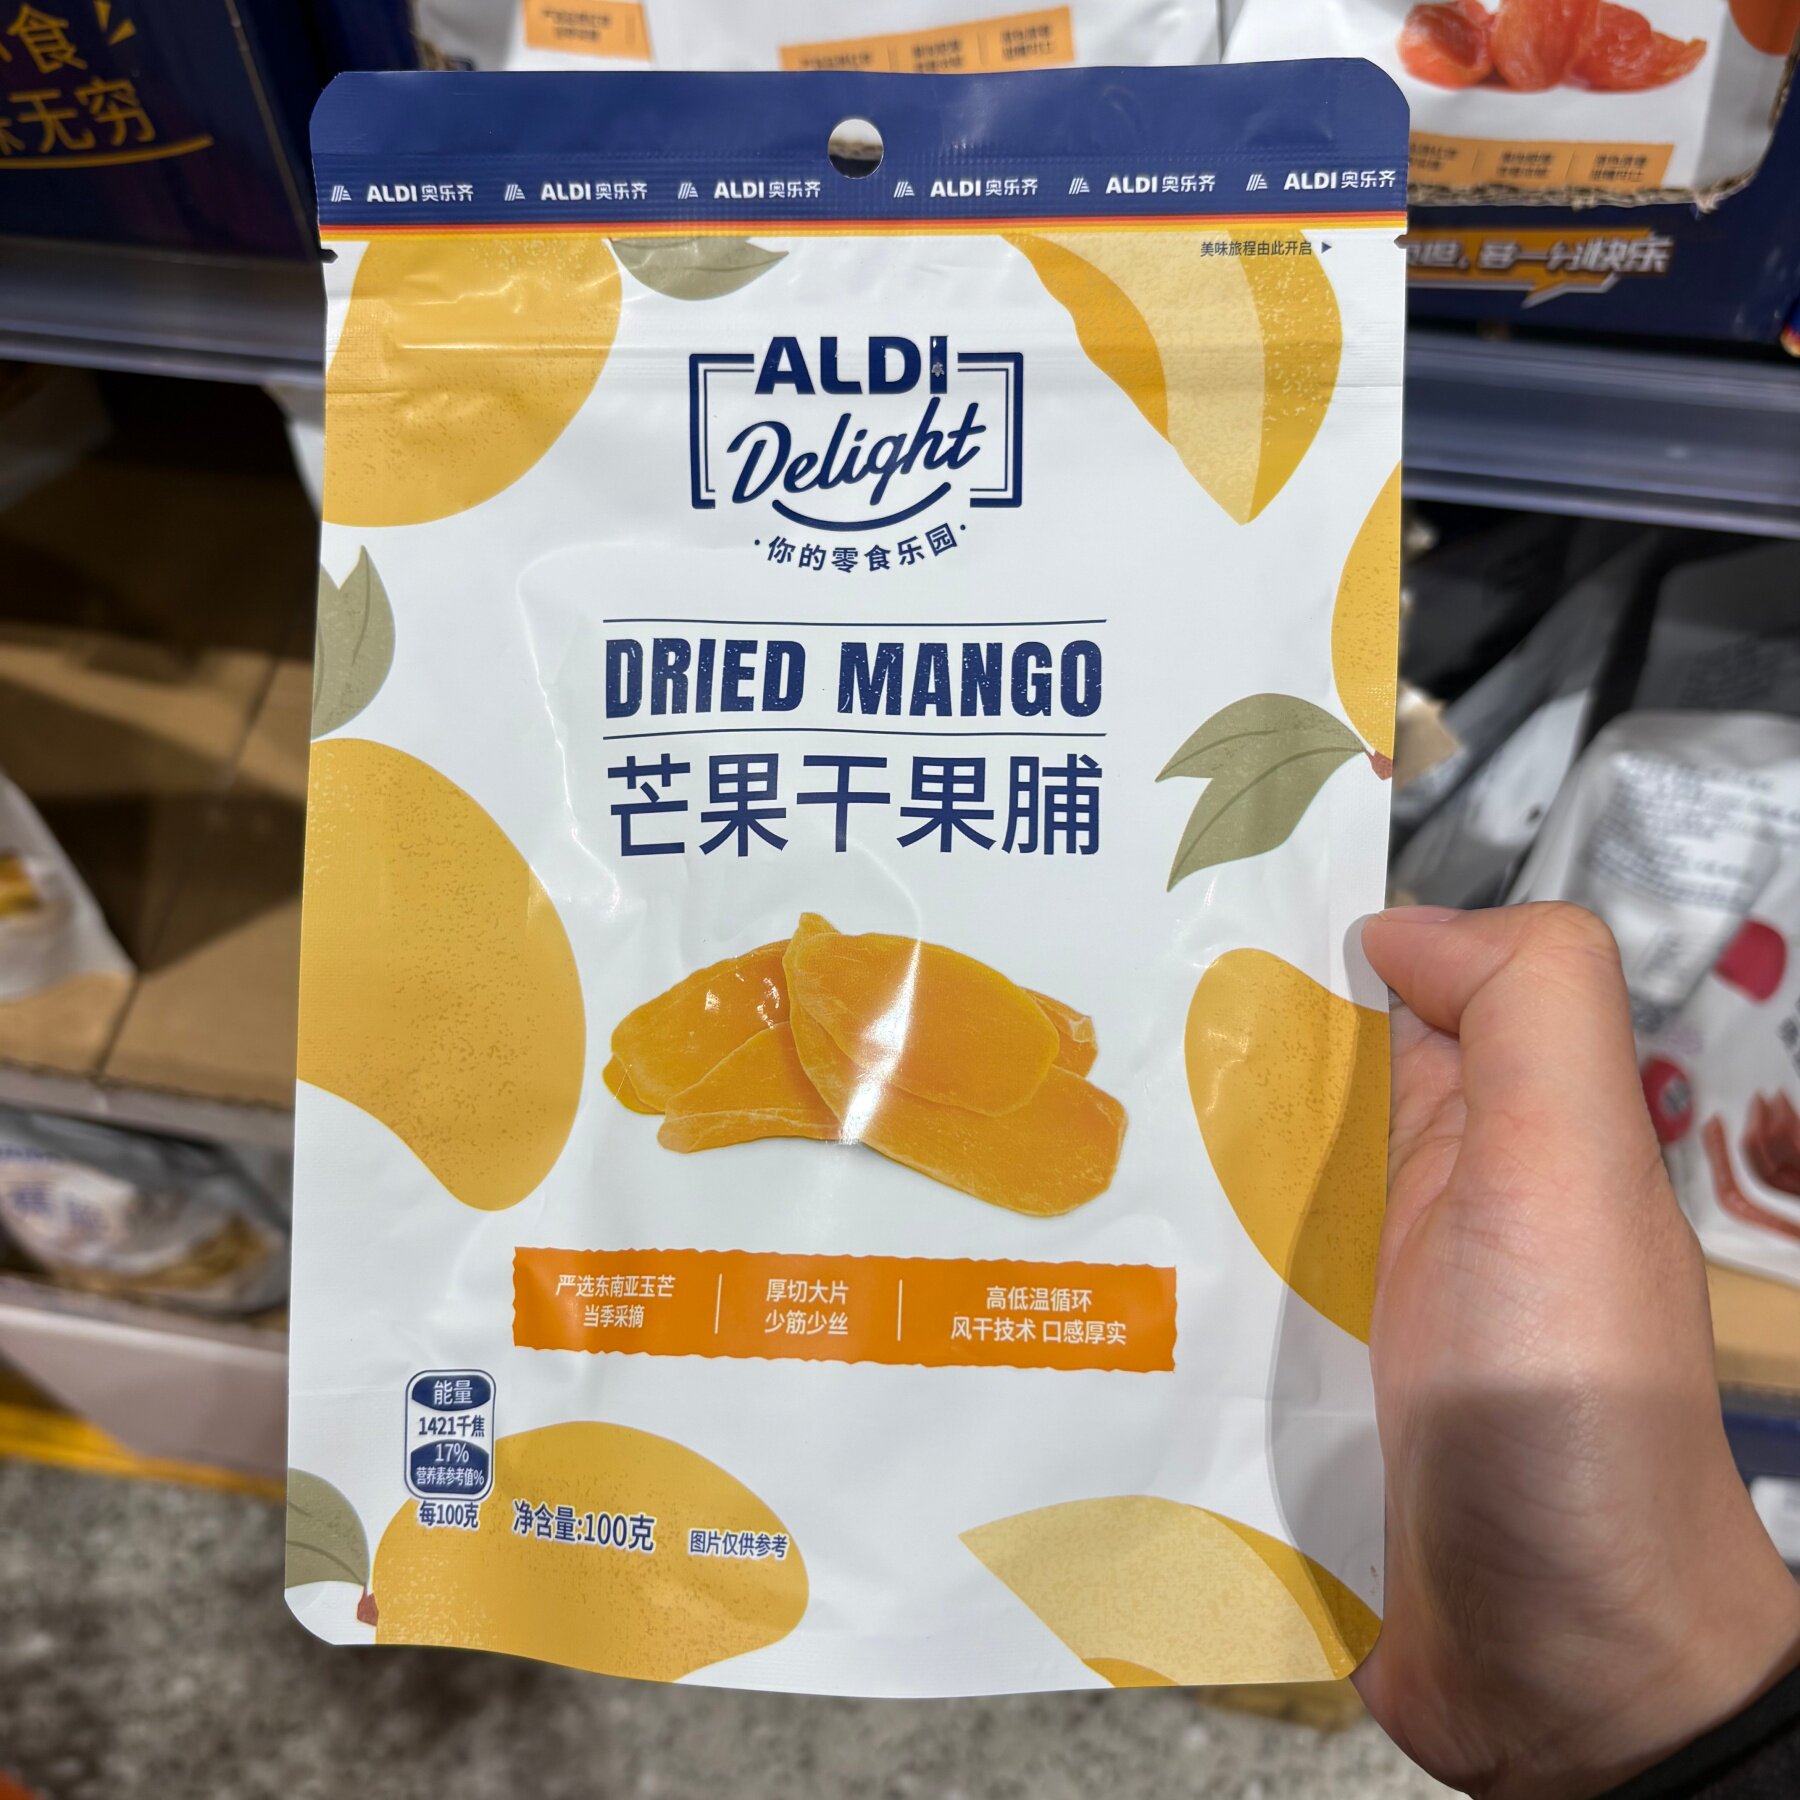 食
无穷
ALDI奥乐齐 ALDI奥乐齐 ALDI奥乐齐 ALDI奥乐齐 ALDI奥乐齐 ALDI奥乐齐
美味旅程由此开启
快乐
ALDI
Delight
·你的零食乐园·
DRIED MANGO
芒果干果脯
严选东南亚玉芒
当季采摘
厚切大片
少筋少丝
高低温循环
风干技术 口感厚实
能量
1421千焦
17%
营养素参考值%
每100克
净含量:100克
图片仅供参考